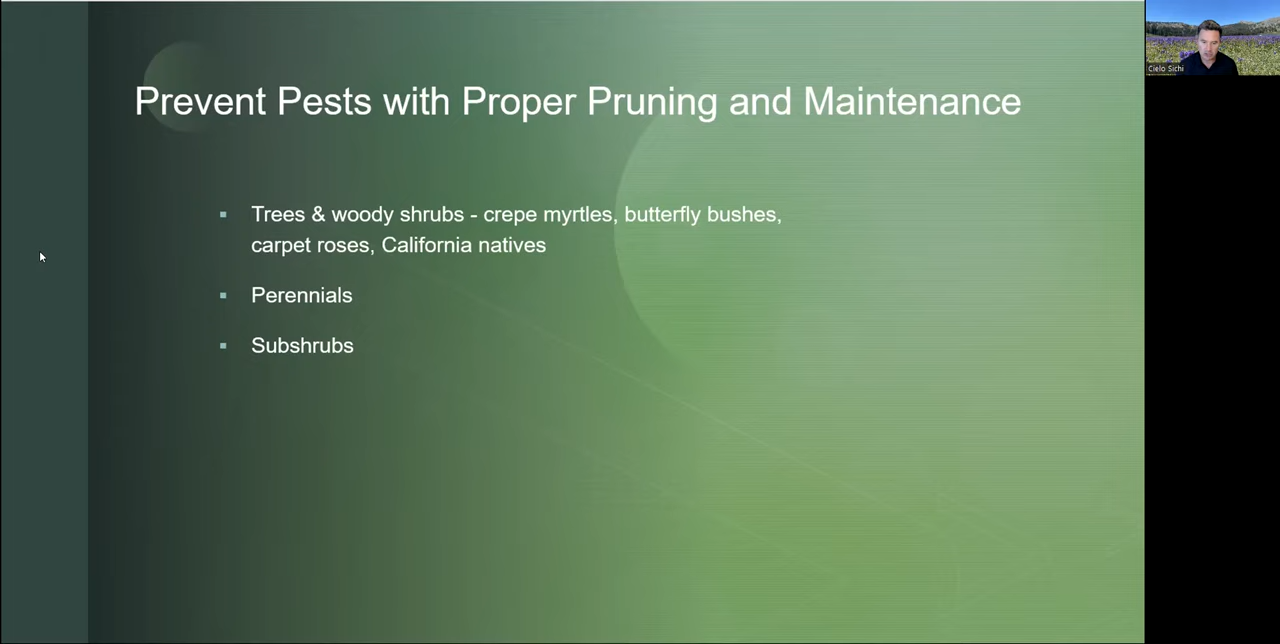 Prevent Pests with Proper Pruning and Maintenance
Cielo Sichi
▪ Trees & woody shrubs - crepe myrtles, butterfly bushes,
carpet roses, California natives
▪ Perennials
▪ Subshrubs